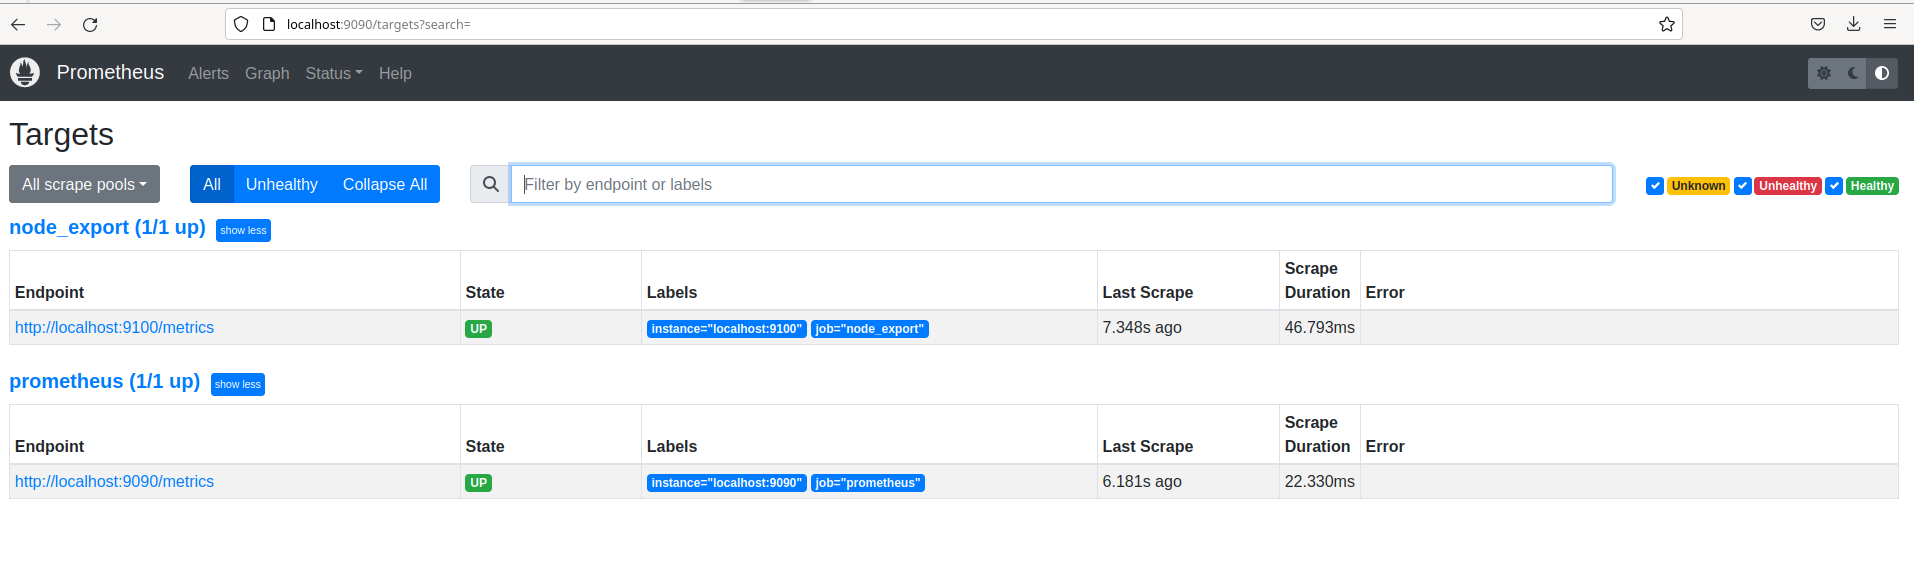 localhost:9090/targets?search=
Prometheus Alerts Graph Status Help
Targets
All scrape pools All Unhealthy Collapse All Filter by endpoint or labels Unknown Unhealthy Healthy
node_export (1/1 up) show less
Endpoint State Labels Last Scrape Scrape Duration Error
http://localhost:9100/metrics UP instance="localhost:9100" job="node_export" 7.348s ago 46.793ms
prometheus (1/1 up) show less
Endpoint State Labels Last Scrape Scrape Duration Error
http://localhost:9090/metrics UP instance="localhost:9090" job="prometheus" 6.181s ago 22.330ms